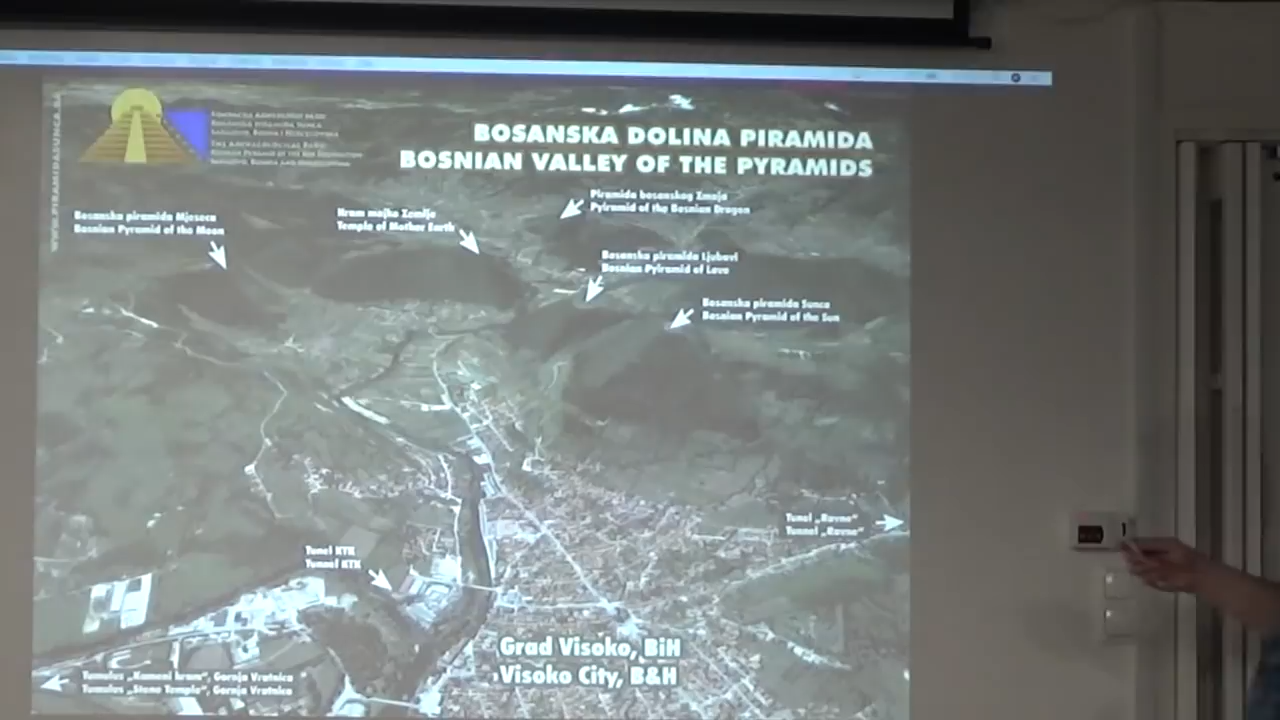 WWW.PIRAMIDASUNCA.BA
BOSANSKA DOLINA PIRAMIDA
BOSNIAN VALLEY OF THE PYRAMIDS
Piramida bosanskog Zmaja
Pyiramid of the Bosnian Dragon
Bosanska piramida Mjeseca
Bosnian Pyramid of the Moon
Hram majke Zemlje
Temple of Mother Earth
Bosanska piramida Ljubavi
Bosnian Pyiramid of Love
Bosanska piramida Sunca
Bosnian Pyramid of the Sun
Tunel „Ravne“
Tunnel „Ravne“
Tunel KTK
Tunnel KTK
Grad Visoko, BiH
Visoko City, B&H
Tumulus „Kameni hram“, Gornja Vratnica
Tumulus „Stone Temple“, Gornja Vratnica